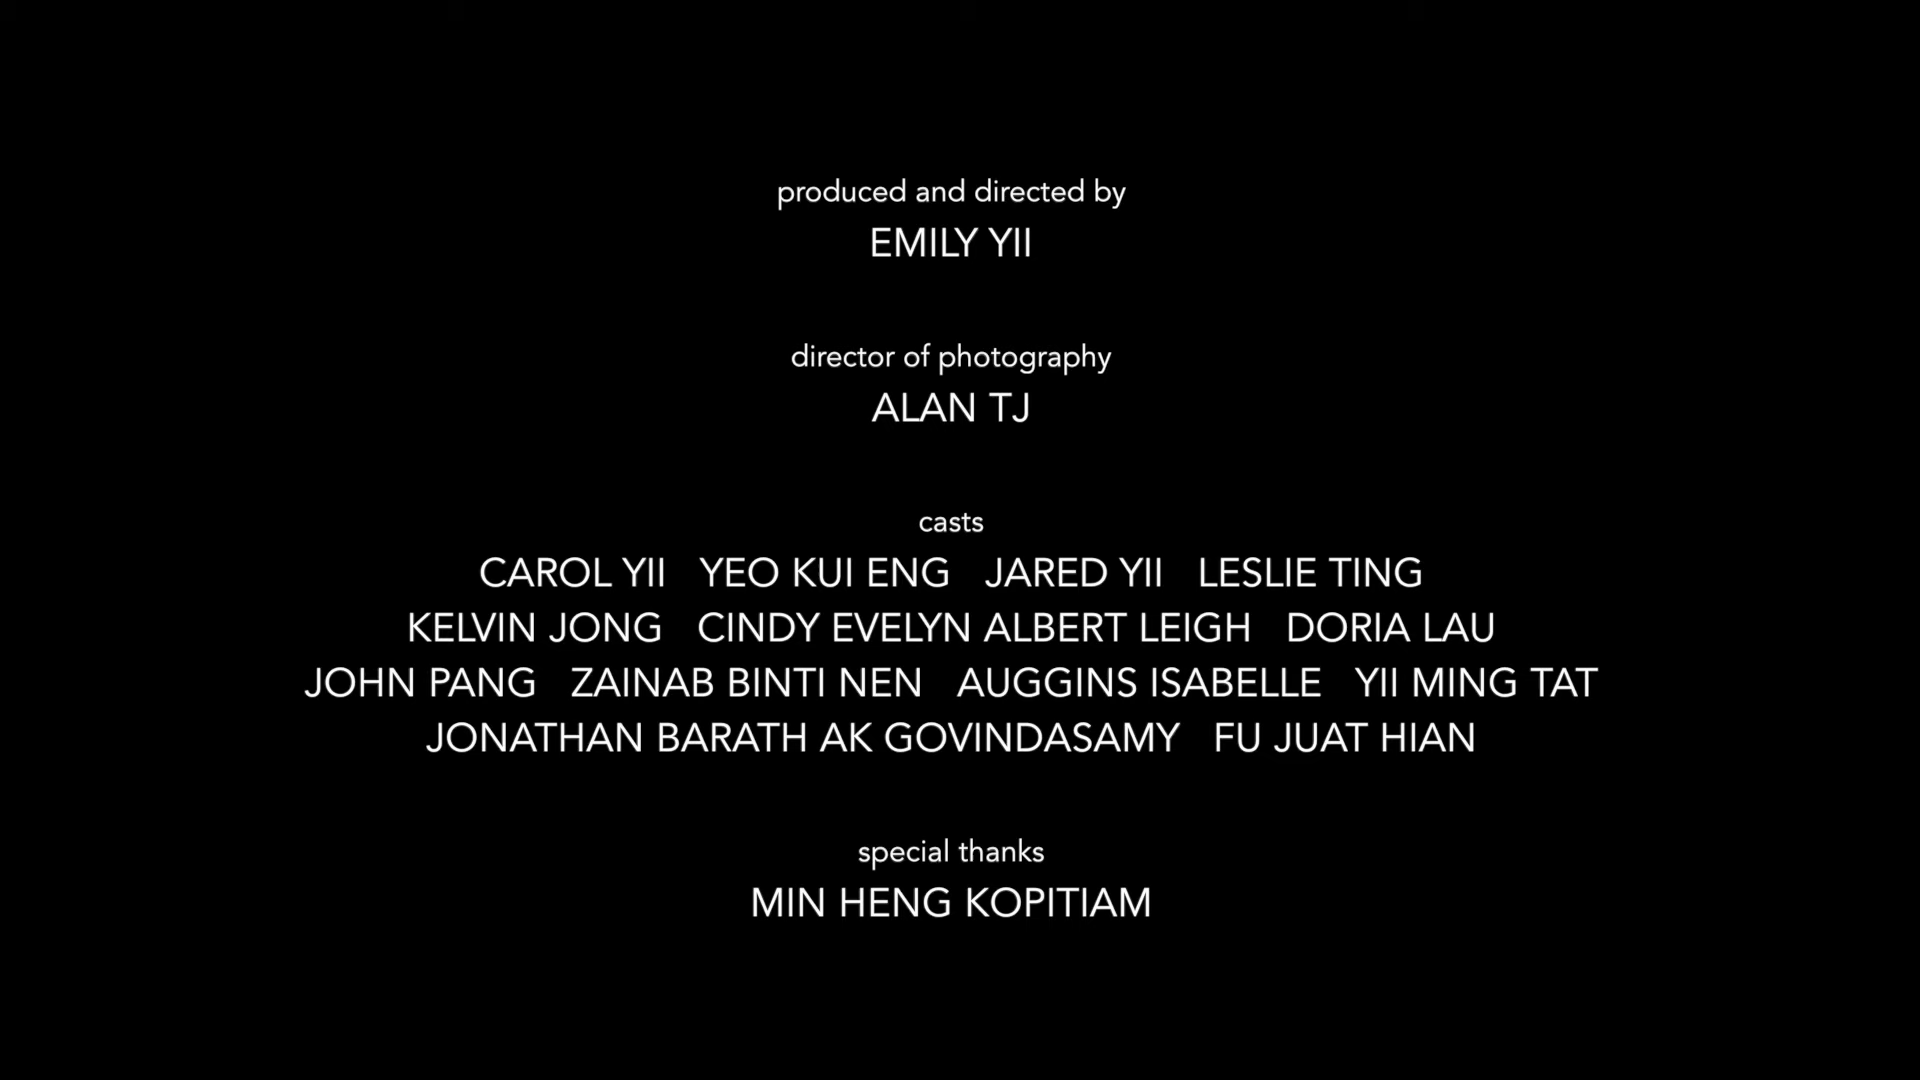 produced and directed by
EMILY YII
director of photography
ALAN TJ
casts
CAROL YII   YEO KUI ENG   JARED YII   LESLIE TING
KELVIN JONG   CINDY EVELYN ALBERT LEIGH   DORIA LAU
JOHN PANG   ZAINAB BINTI NEN   AUGGINS ISABELLE   YII MING TAT
JONATHAN BARATH AK GOVINDASAMY   FU JUAT HIAN
special thanks
MIN HENG KOPITIAM